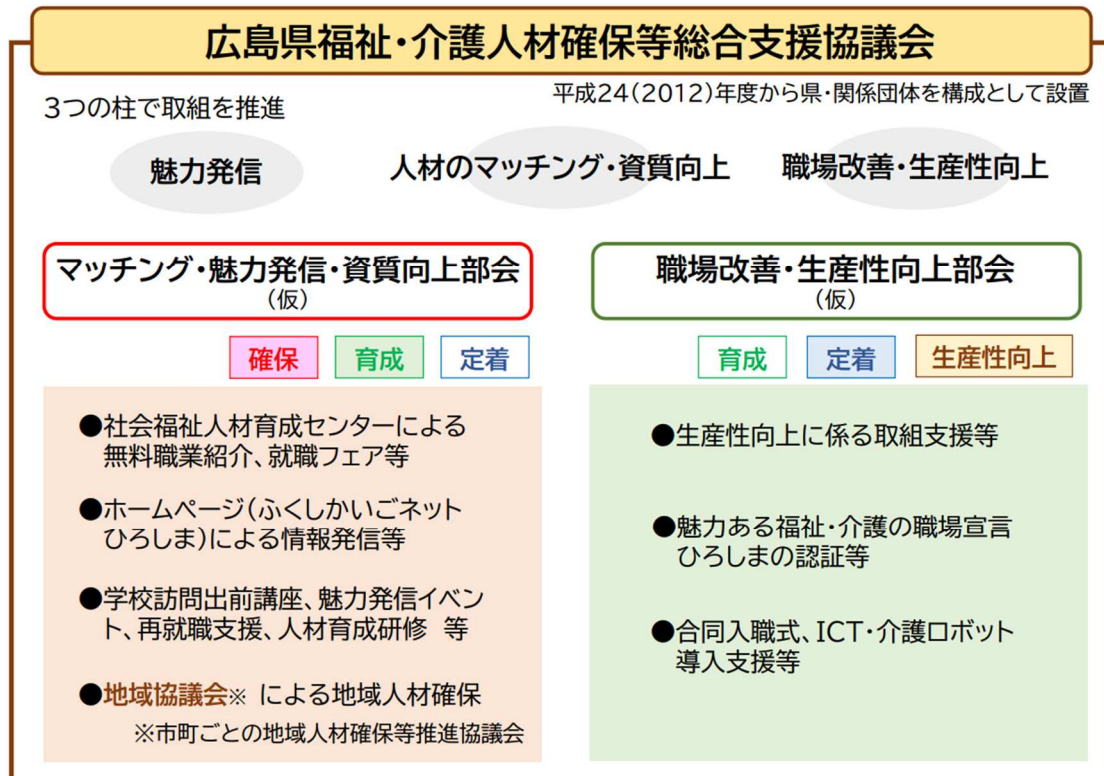 広島県福祉・介護人材確保等総合支援協議会
平成24(2012)年度から県・関係団体を構成として設置
3つの柱で取組を推進
魅力発信
人材のマッチング・資質向上
職場改善・生産性向上
マッチング・魅力発信・資質向上部会
(仮)
確保
育成
定着
●社会福祉人材育成センターによる
無料職業紹介、就職フェア等
●ホームページ(ふくしかいごネット
ひろしま)による情報発信等
●学校訪問出前講座、魅力発信イベン
ト、再就職支援、人材育成研修 等
●地域協議会※ による地域人材確保
※市町ごとの地域人材確保等推進協議会
職場改善・生産性向上部会
(仮)
育成
定着
生産性向上
●生産性向上に係る取組支援等
●魅力ある福祉・介護の職場宣言
ひろしまの認証等
●合同入職式、ICT・介護ロボット
導入支援等